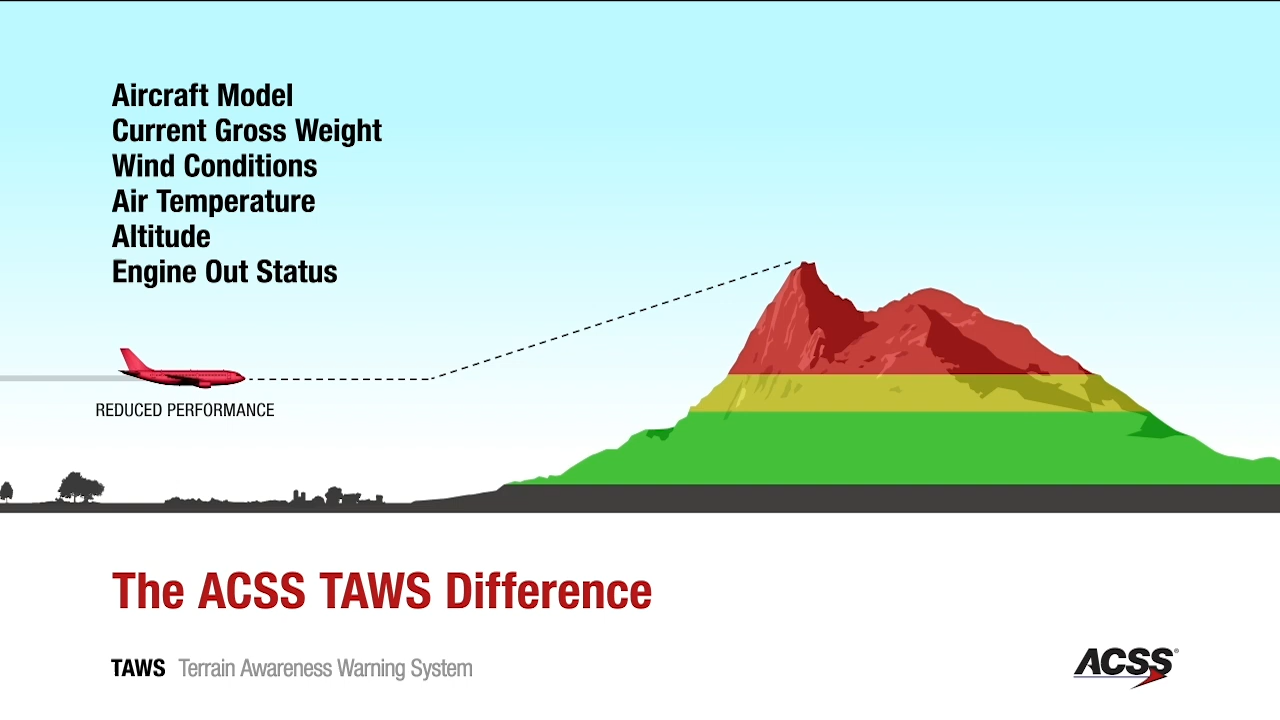 Aircraft Model
Current Gross Weight
Wind Conditions
Air Temperature
Altitude
Engine Out Status
REDUCED PERFORMANCE
The ACSS TAWS Difference
TAWS Terrain Awareness Warning System
ACSS®